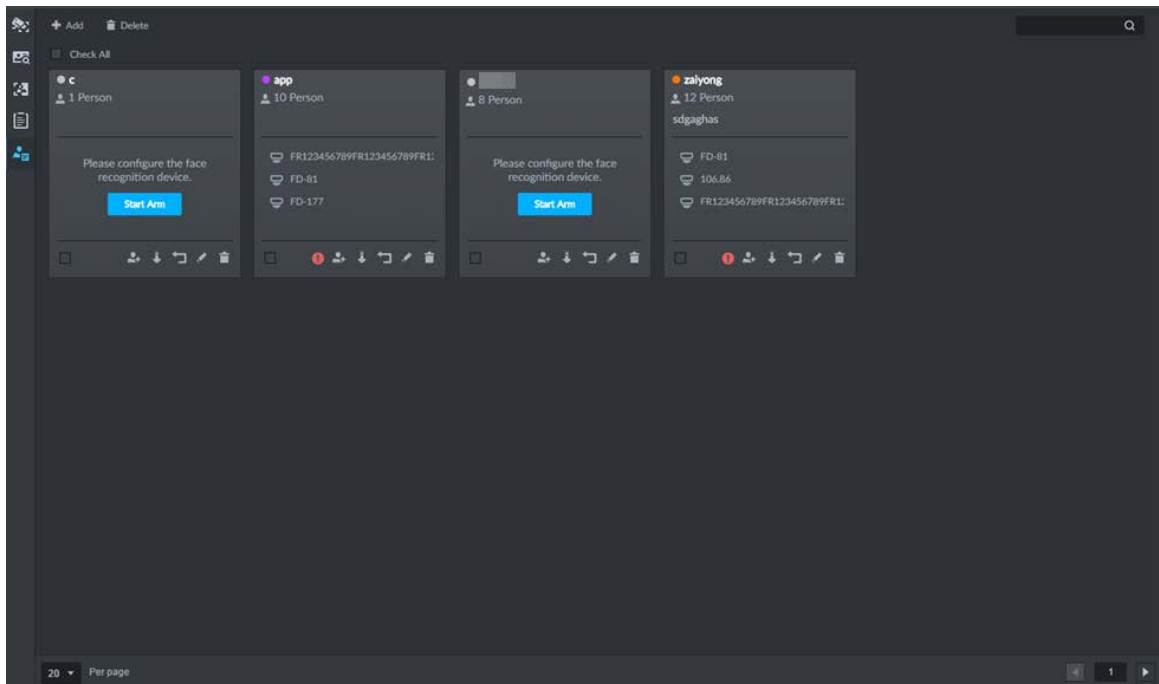 Add Delete
Check All
c
1 Person
Please configure the face
recognition device.
Start Arm
app
10 Person
FR123456789FR123456789FR1:
FD-81
FD-177
8 Person
Please configure the face
recognition device.
Start Arm
zaiyong
12 Person
sdgaghas
FD-81
106.86
FR123456789FR123456789FR1:
20 Per page
1